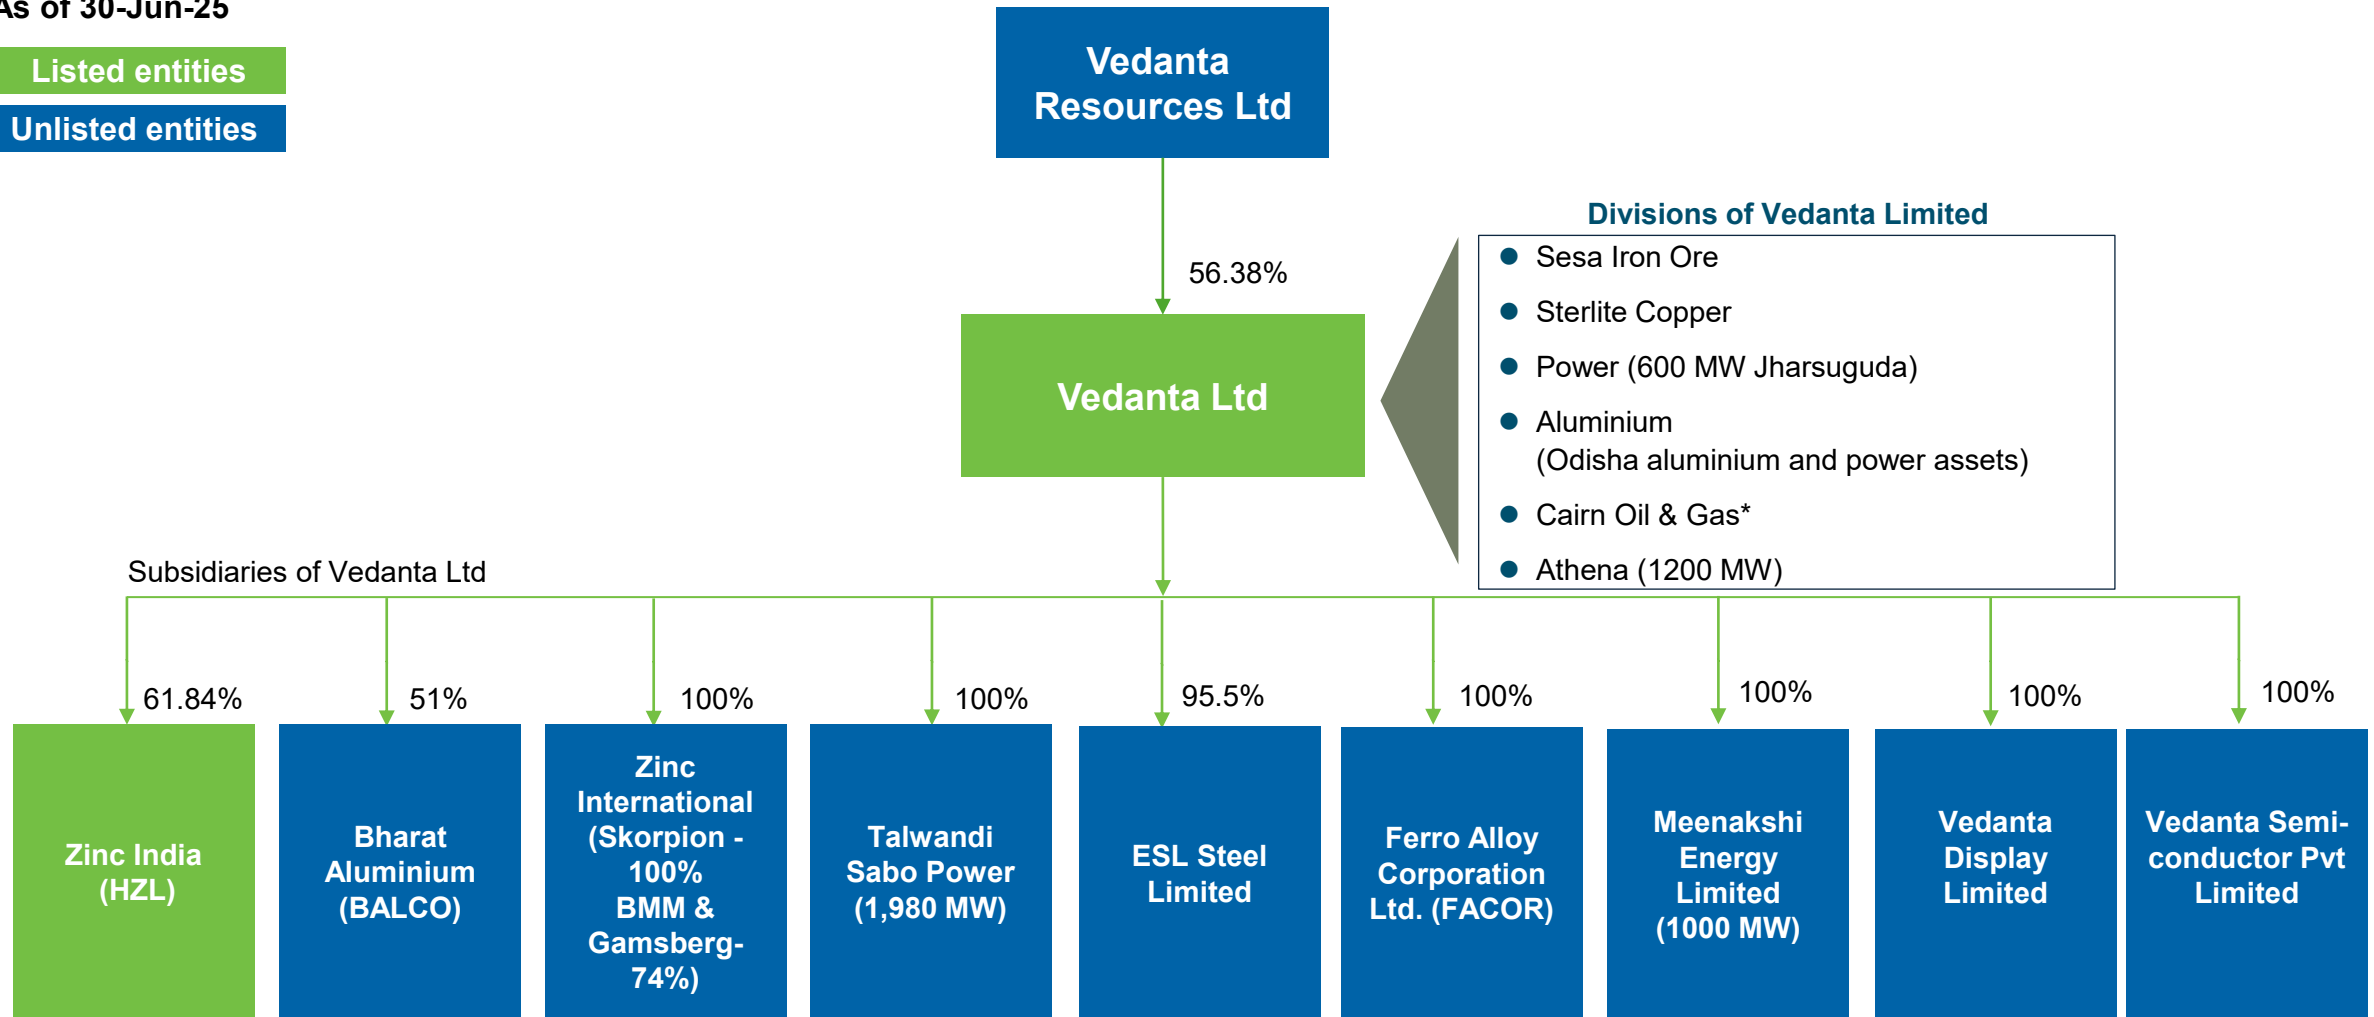 As of 30-Jun-25
Listed entities
Unlisted entities
Vedanta
Resources Ltd
56.38%
Vedanta Ltd
Divisions of Vedanta Limited
Sesa Iron Ore
Sterlite Copper
Power (600 MW Jharsuguda)
Aluminium
(Odisha aluminium and power assets)
Cairn Oil & Gas*
Athena (1200 MW)
Subsidiaries of Vedanta Ltd
61.84%
51%
100%
100%
95.5%
100%
100%
100%
100%
Zinc India
(HZL)
Bharat
Aluminium
(BALCO)
Zinc
International
(Skorpion -
100%
BMM &
Gamsberg-
74%)
Talwandi
Sabo Power
(1,980 MW)
ESL Steel
Limited
Ferro Alloy
Corporation
Ltd. (FACOR)
Meenakshi
Energy
Limited
(1000 MW)
Vedanta
Display
Limited
Vedanta Semi-
conductor Pvt
Limited